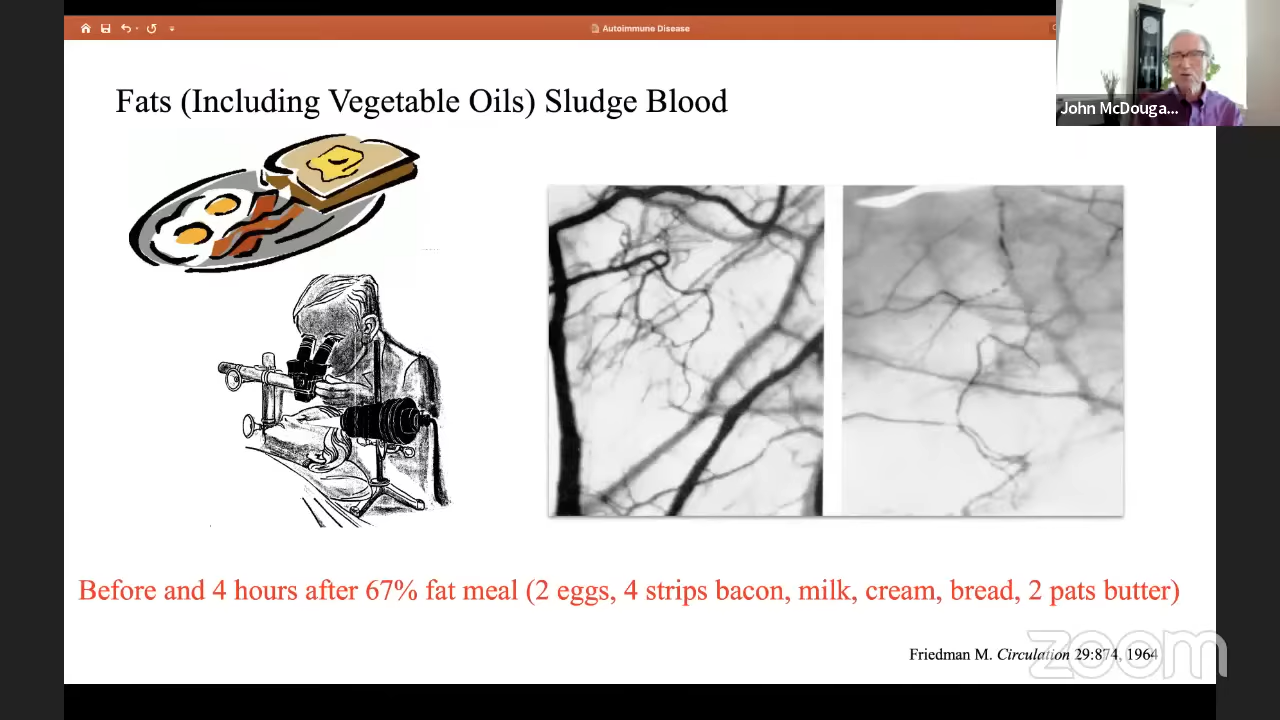 Autoimmune Disease
John McDouga...
Fats (Including Vegetable Oils) Sludge Blood
Before and 4 hours after 67% fat meal (2 eggs, 4 strips bacon, milk, cream, bread, 2 pats butter)
Friedman M. Circulation 29:874, 1964
zoom